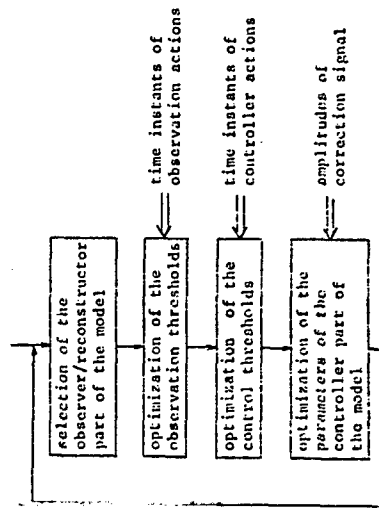 selection of the
observer/reconstructor
part of the model
optimization of the
observation thresholds
time instants of
observation actions
optimization of the
control thresholds
time instants of
controller actions
optimization of the
parameters of the
controller part of
the model
amplitudes of
correction signal